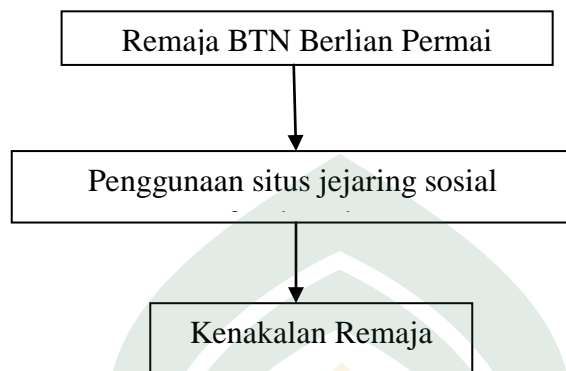 Remaja BTN Berlian Permai
Penggunaan situs jejaring sosial
Kenakalan Remaja